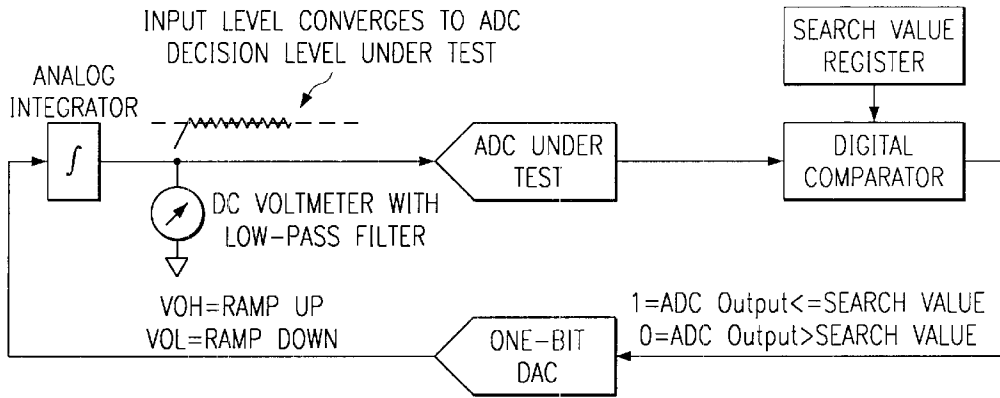 INPUT LEVEL CONVERGES TO ADC
DECISION LEVEL UNDER TEST
SEARCH VALUE
REGISTER
ANALOG
INTEGRATOR
∫
ADC UNDER
TEST
DIGITAL
COMPARATOR
DC VOLTMETER WITH
LOW-PASS FILTER
VOH=RAMP UP
VOL=RAMP DOWN
1=ADC Output<=SEARCH VALUE
0=ADC Output>SEARCH VALUE
ONE-BIT
DAC